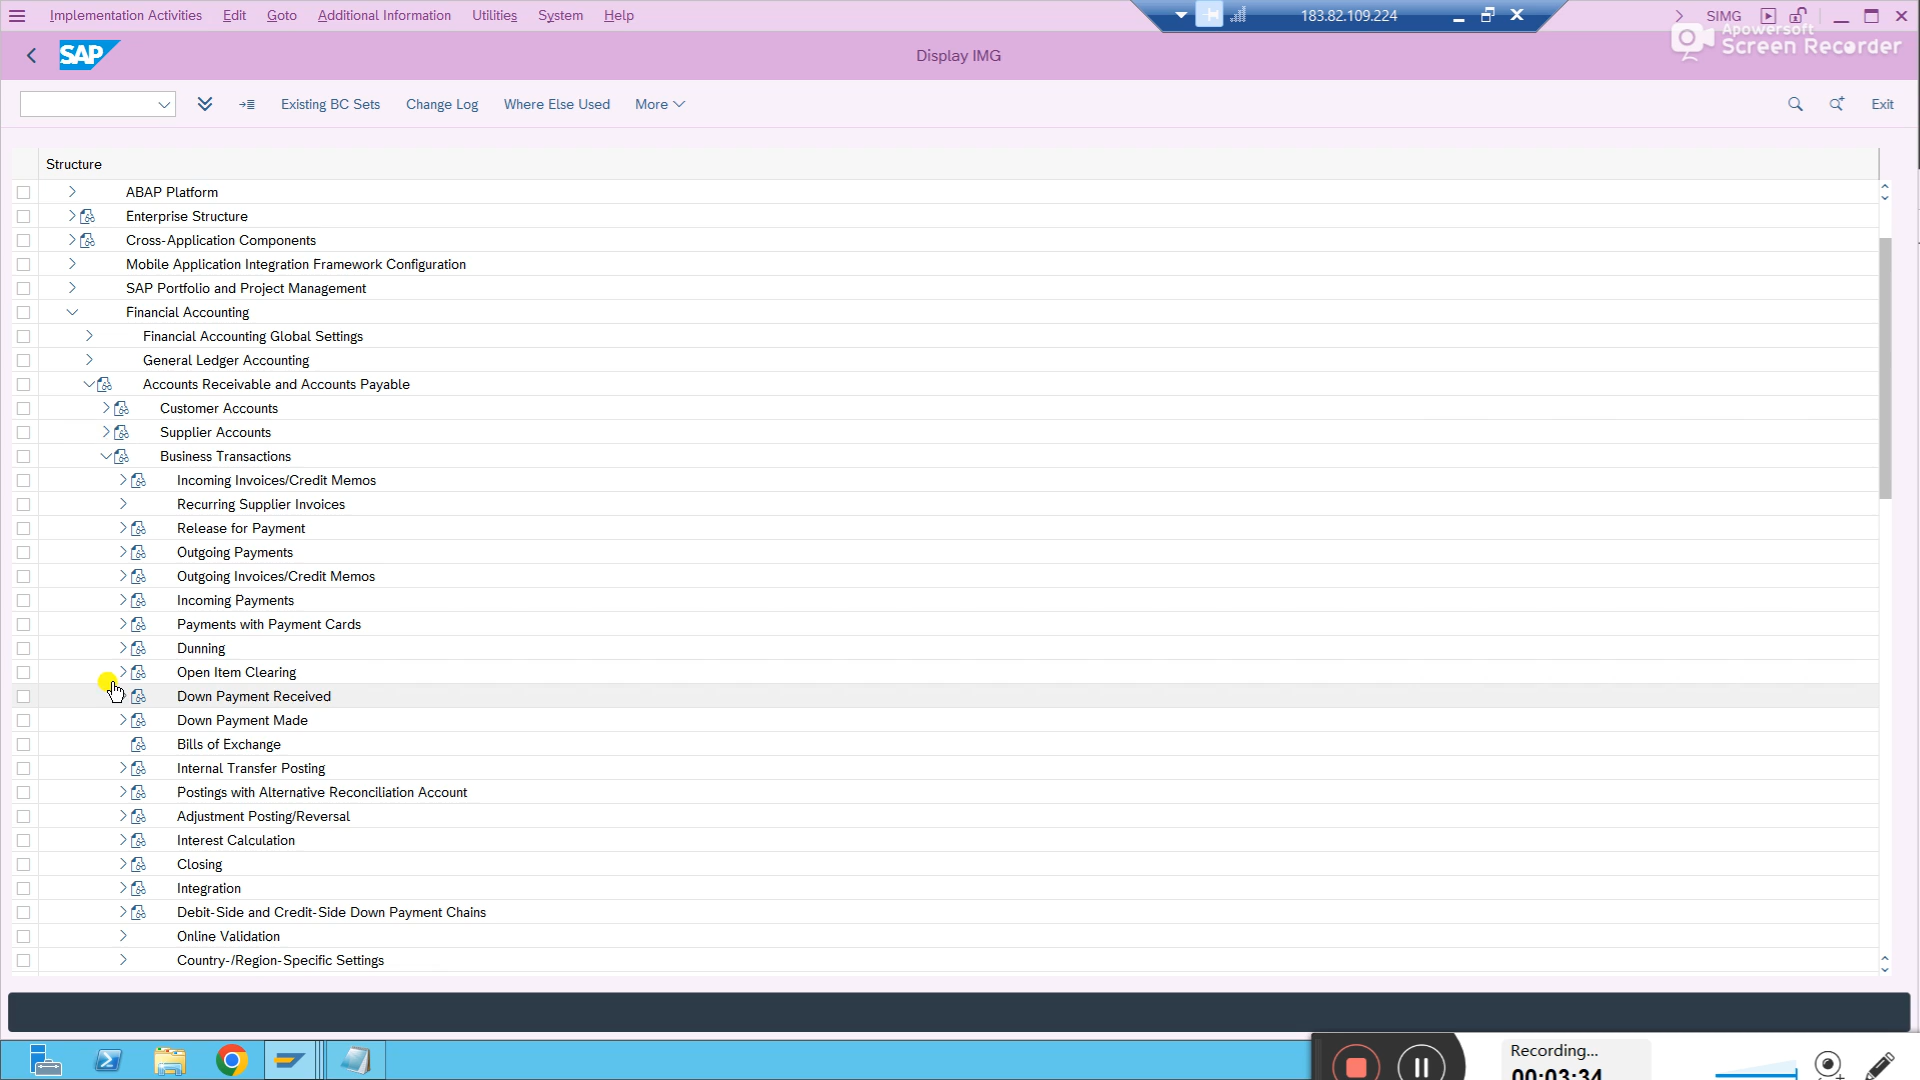 Implementation Activities Edit Goto Additional Information Utilities System Help 183.82.109.224 SIMG
Apowersoft
Screen Recorder
SAP Display IMG
Existing BC Sets Change Log Where Else Used More Exit
Structure
ABAP Platform
Enterprise Structure
Cross-Application Components
Mobile Application Integration Framework Configuration
SAP Portfolio and Project Management
Financial Accounting
Financial Accounting Global Settings
General Ledger Accounting
Accounts Receivable and Accounts Payable
Customer Accounts
Supplier Accounts
Business Transactions
Incoming Invoices/Credit Memos
Recurring Supplier Invoices
Release for Payment
Outgoing Payments
Outgoing Invoices/Credit Memos
Incoming Payments
Payments with Payment Cards
Dunning
Open Item Clearing
Down Payment Received
Down Payment Made
Bills of Exchange
Internal Transfer Posting
Postings with Alternative Reconciliation Account
Adjustment Posting/Reversal
Interest Calculation
Closing
Integration
Debit-Side and Credit-Side Down Payment Chains
Online Validation
Country-/Region-Specific Settings
Recording...
00:03:34